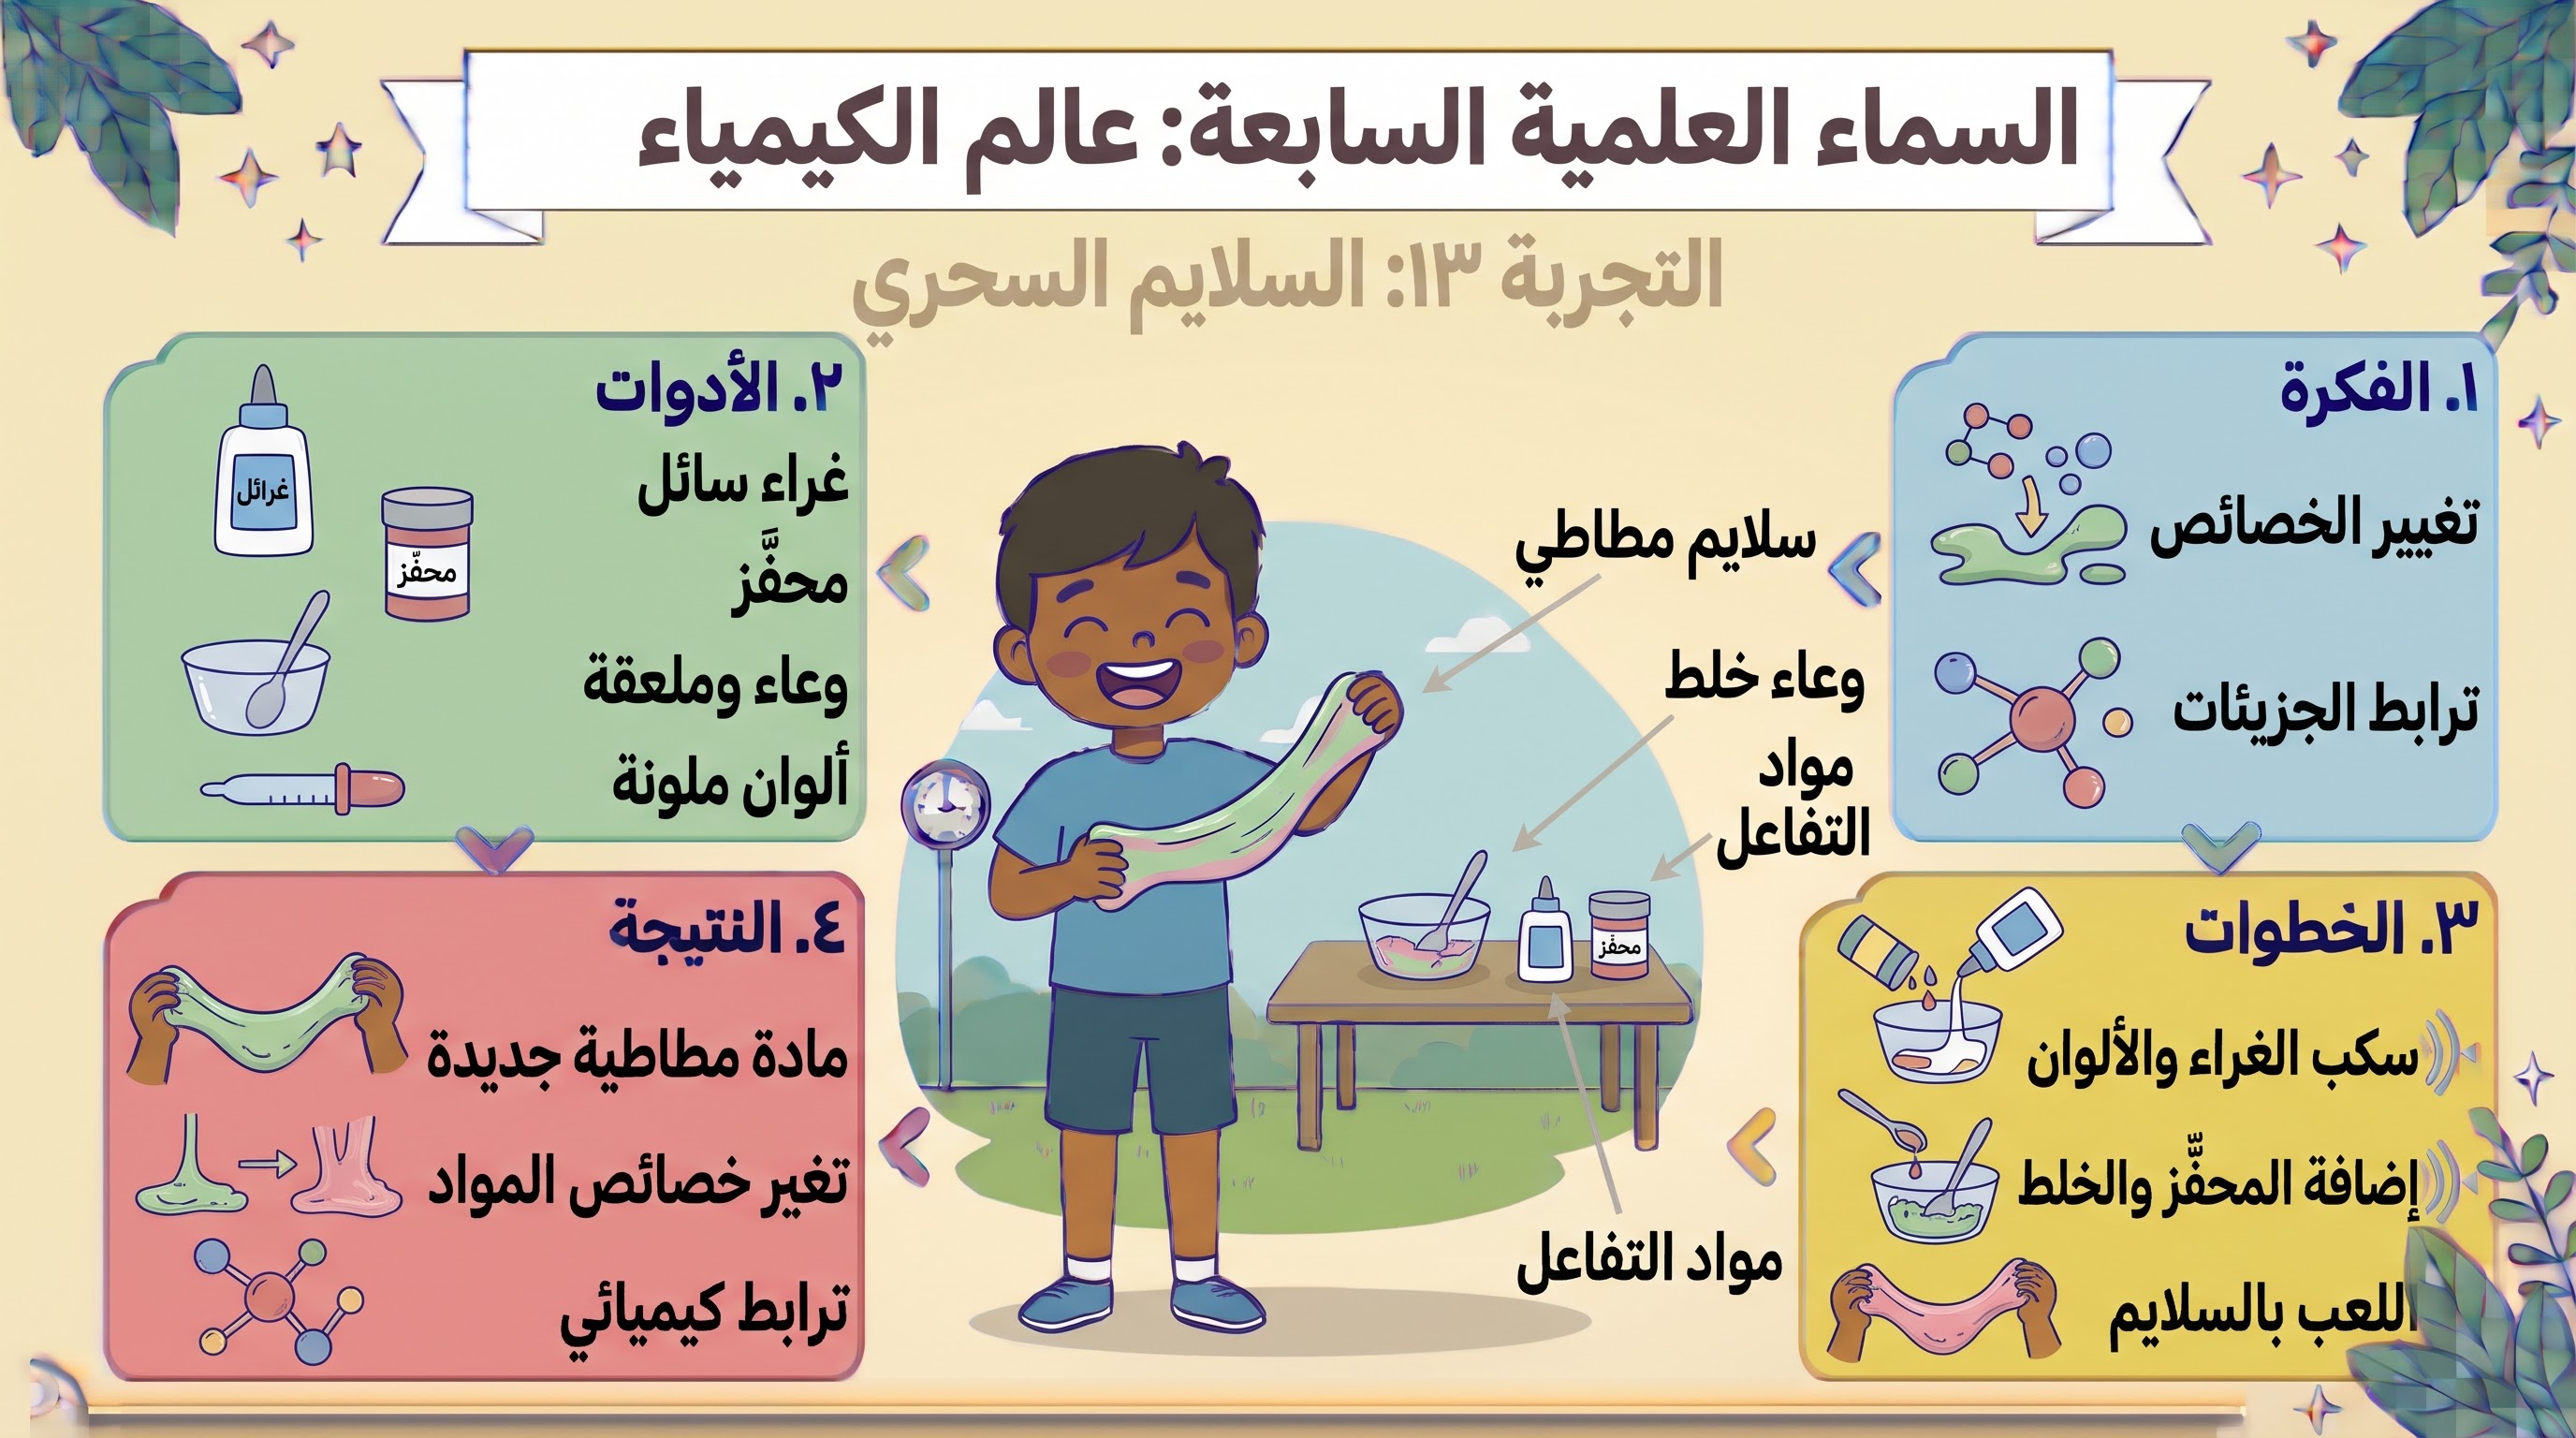 السماء العلمية السابعة: عالم الكيمياء
التجربة ١٣: السلايم السحري
١. الفكرة
تغيير الخصائص
ترابط الجزيئات
٢. الأدوات
غراء سائل
محفَّز
وعاء وملعقة
ألوان ملونة
غرائل
محفّز
سلايم مطاطي
وعاء خلط
مواد
التفاعل
محفّز
مواد التفاعل
٣. الخطوات
سكب الغراء والألوان
إضافة المحفّّز والخلط
اللعب بالسلايم
٤. النتيجة
مادة مطاطية جديدة
تغير خصائص المواد
ترابط كيميائي